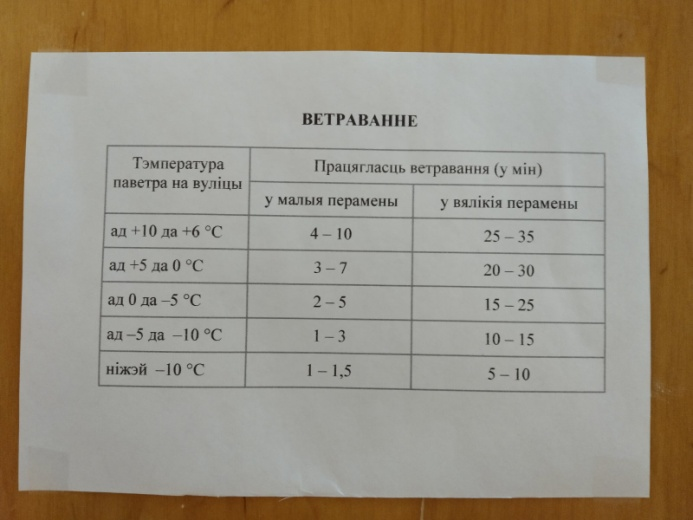 ВЕТРАВАННЕ
Тэмпература паветра на вуліцы
Працягласць ветравання (у мін)
у малыя перамены
у вялікія перамены
ад +10 да +6 °С
4 – 10
25 – 35
ад +5 да 0 °С
3 – 7
20 – 30
ад 0 да –5 °С
2 – 5
15 – 25
ад –5 да –10 °С
1 – 3
10 – 15
ніжэй –10 °С
1 – 1,5
5 – 10